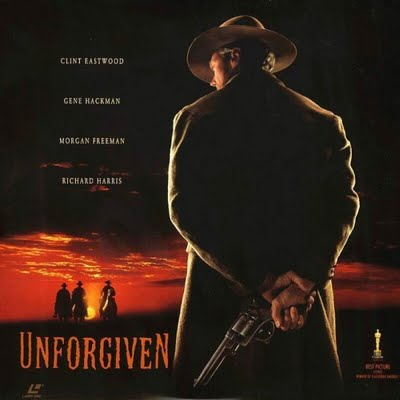 CLINT EASTWOOD
GENE HACKMAN
MORGAN FREEMAN
RICHARD HARRIS
UNFORGIVEN
BEST PICTURE